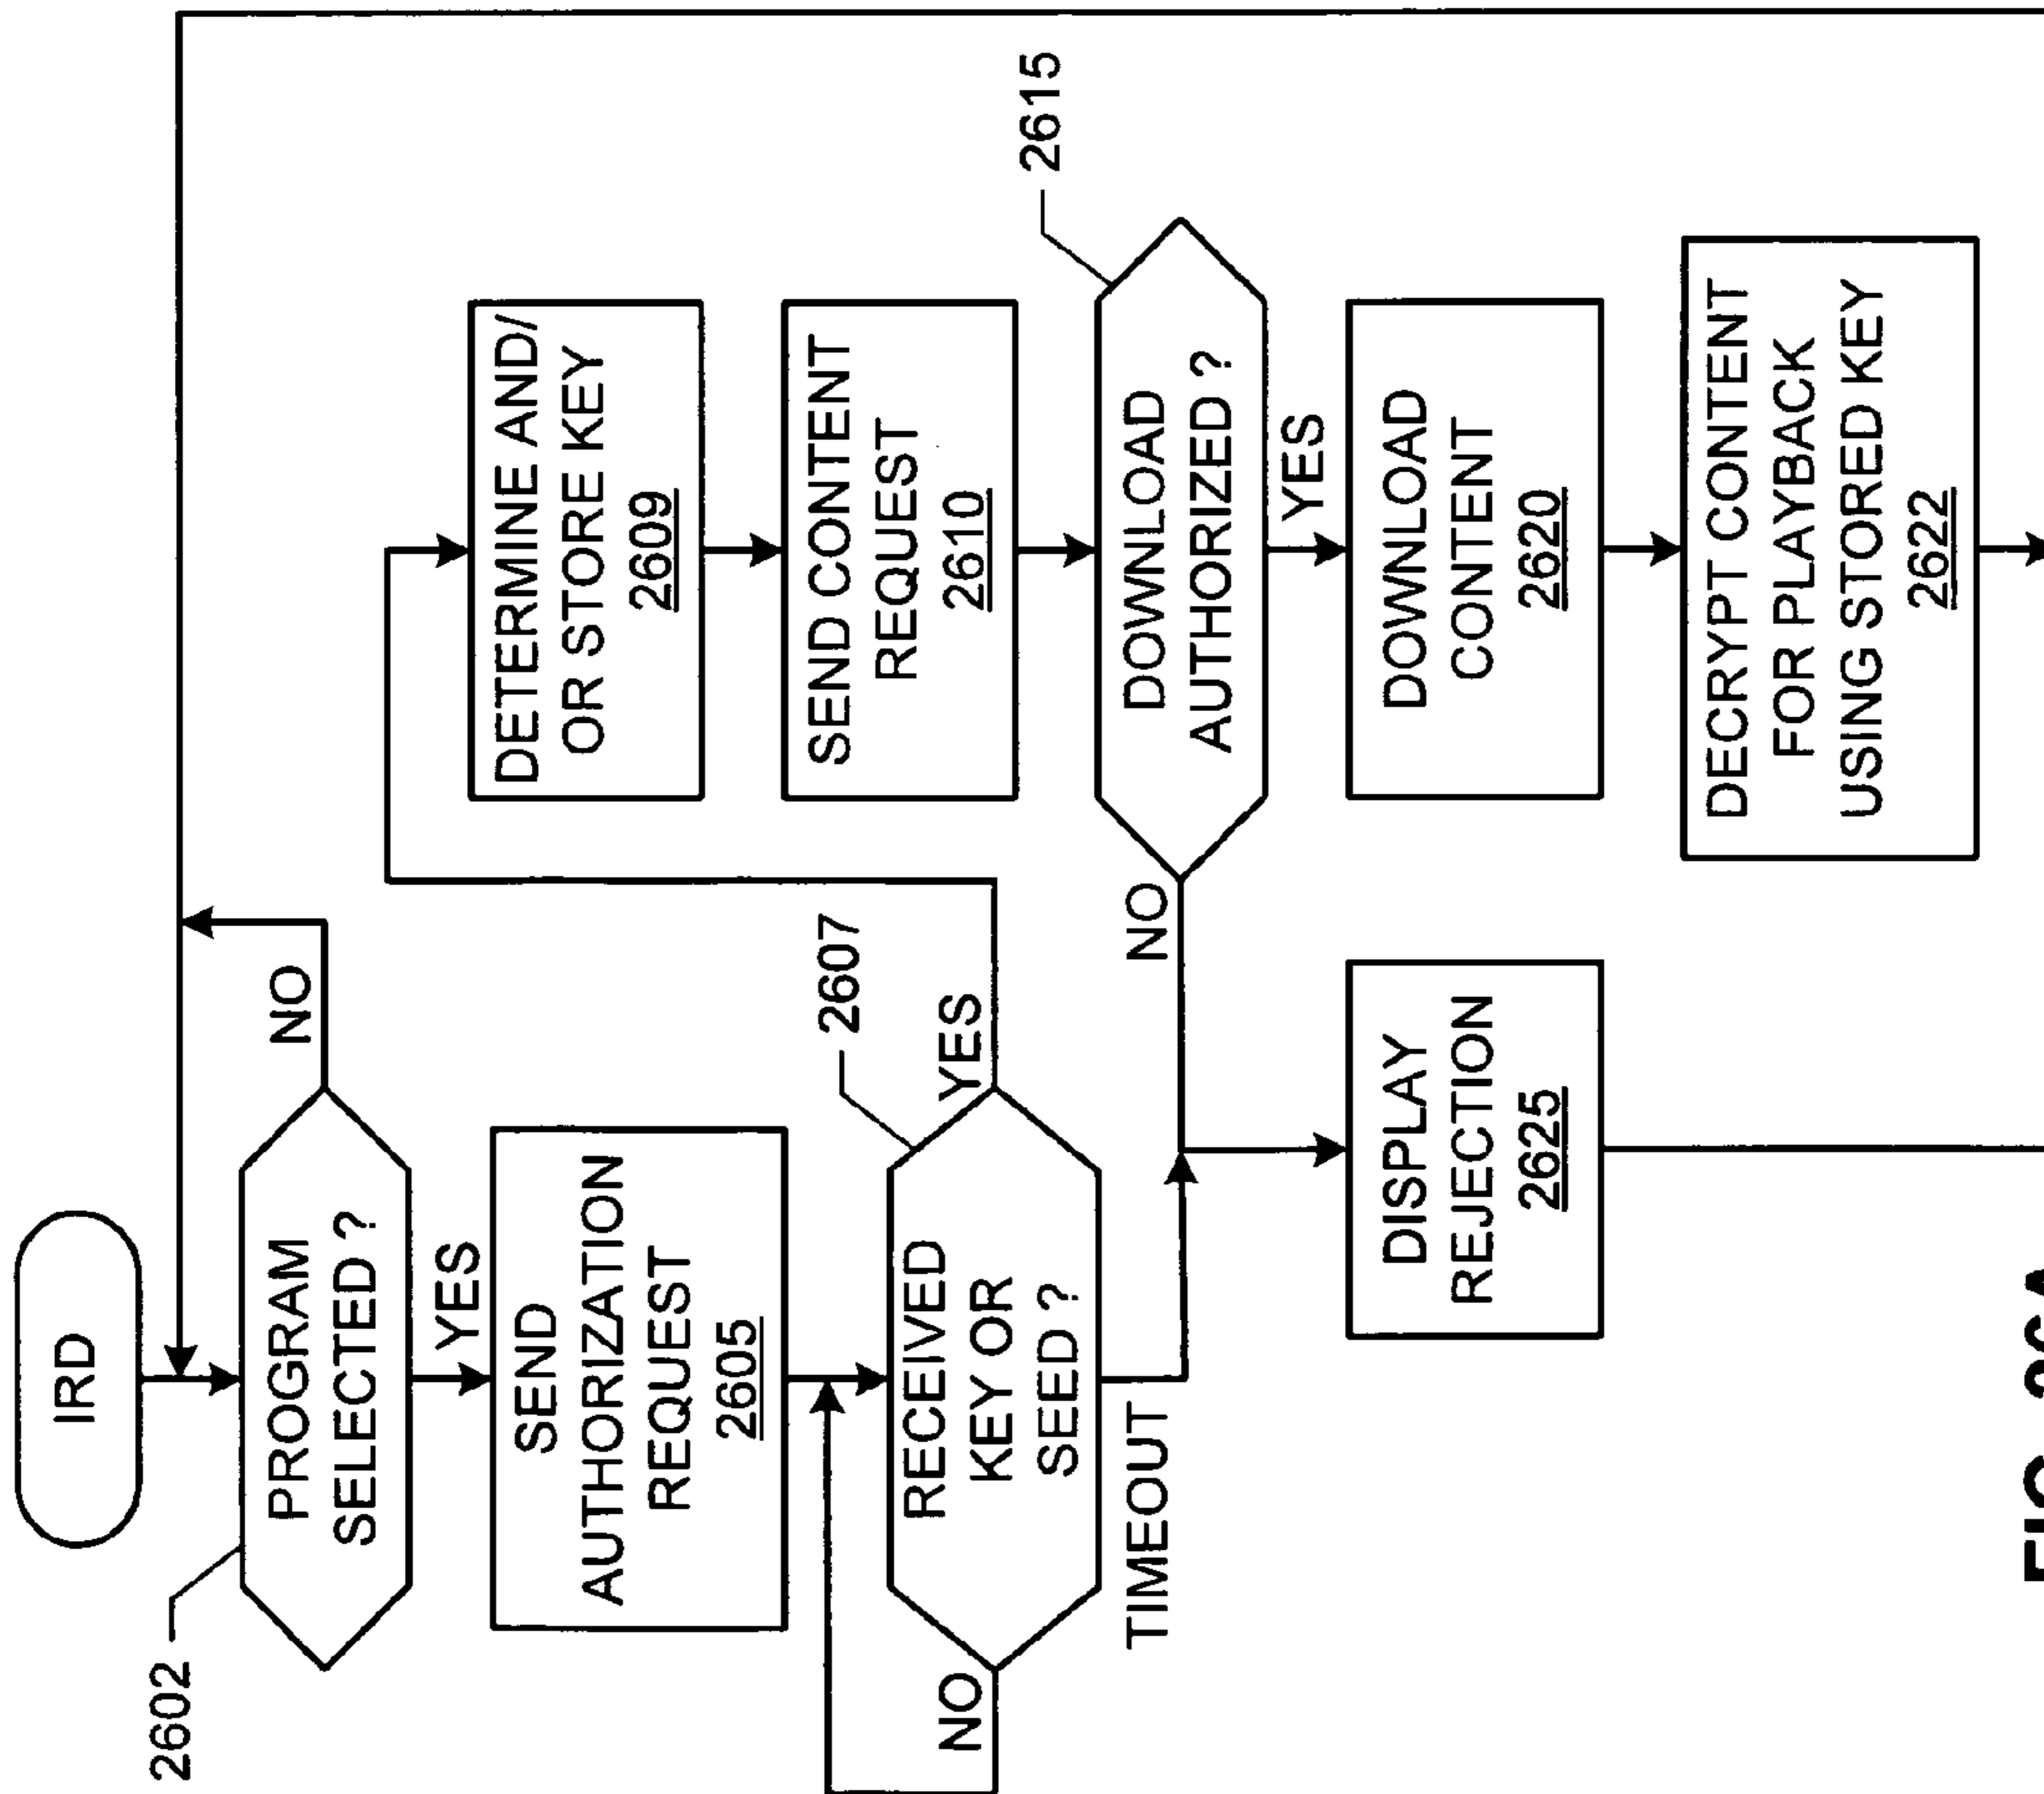 IRD
2602
PROGRAM
SELECTED ?
NO
YES
SEND
AUTHORIZATION
REQUEST
2605
2607
RECEIVED
KEY OR
SEED ?
NO
YES
TIMEOUT
DETERMINE AND/
OR STORE KEY
2609
SEND CONTENT
REQUEST
2610
2615
DOWNLOAD
AUTHORIZED ?
NO
YES
DOWNLOAD
CONTENT
2620
DISPLAY
REJECTION
2625
DECRYPT CONTENT
FOR PLAYBACK
USING STORED KEY
2622